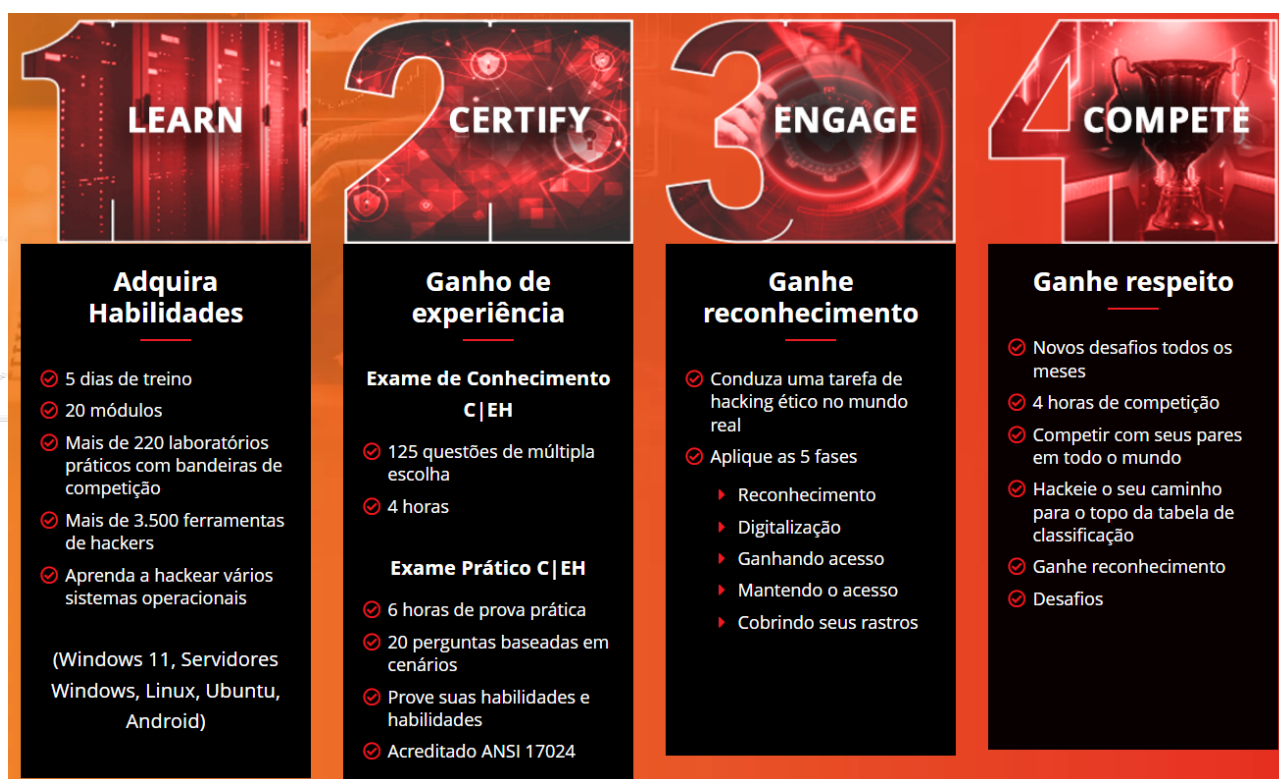 1
LEARN
Adquira
Habilidades
5 dias de treino
20 módulos
Mais de 220 laboratórios
práticos com bandeiras de
competição
Mais de 3.500 ferramentas
de hackers
Aprenda a hackear vários
sistemas operacionais
(Windows 11, Servidores
Windows, Linux, Ubuntu,
Android)
2
CERTIFY
Ganho de
experiência
Exame de Conhecimento
C|EH
125 questões de múltipla
escolha
4 horas
Exame Prático C|EH
6 horas de prova prática
20 perguntas baseadas em
cenários
Prove suas habilidades e
habilidades
Acreditado ANSI 17024
3
ENGAGE
Ganhe
reconhecimento
Conduza uma tarefa de
hacking ético no mundo
real
Aplique as 5 fases
Reconhecimento
Digitalização
Ganhando acesso
Mantendo o acesso
Cobrindo seus rastros
4
COMPETE
Ganhe respeito
Novos desafios todos os
meses
4 horas de competição
Competir com seus pares
em todo o mundo
Hackeie o seu caminho
para o topo da tabela de
classificação
Ganhe reconhecimento
Desafios